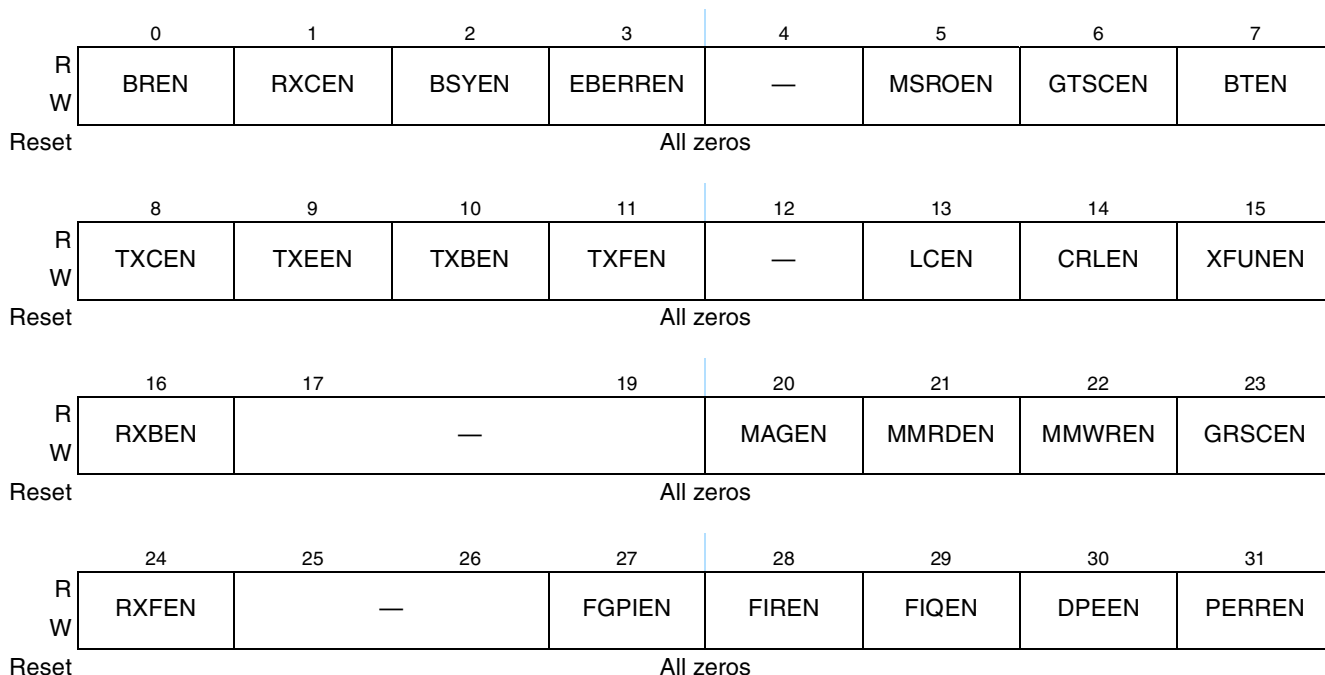 0 1 2 3 4 5 6 7
R
W
BREN RXCEN BSYEN EBERREN — MSROEN GTSCEN BTEN
Reset All zeros
8 9 10 11 12 13 14 15
R
W
TXCEN TXEEN TXBEN TXFEN — LCEN CRLEN XFUNEN
Reset All zeros
16 17 19 20 21 22 23
R
W
RXBEN — MAGEN MMRDEN MMWREN GRSCEN
Reset All zeros
24 25 26 27 28 29 30 31
R
W
RXFEN — FGPIEN FIREN FIQEN DPEEN PERREN
Reset All zeros